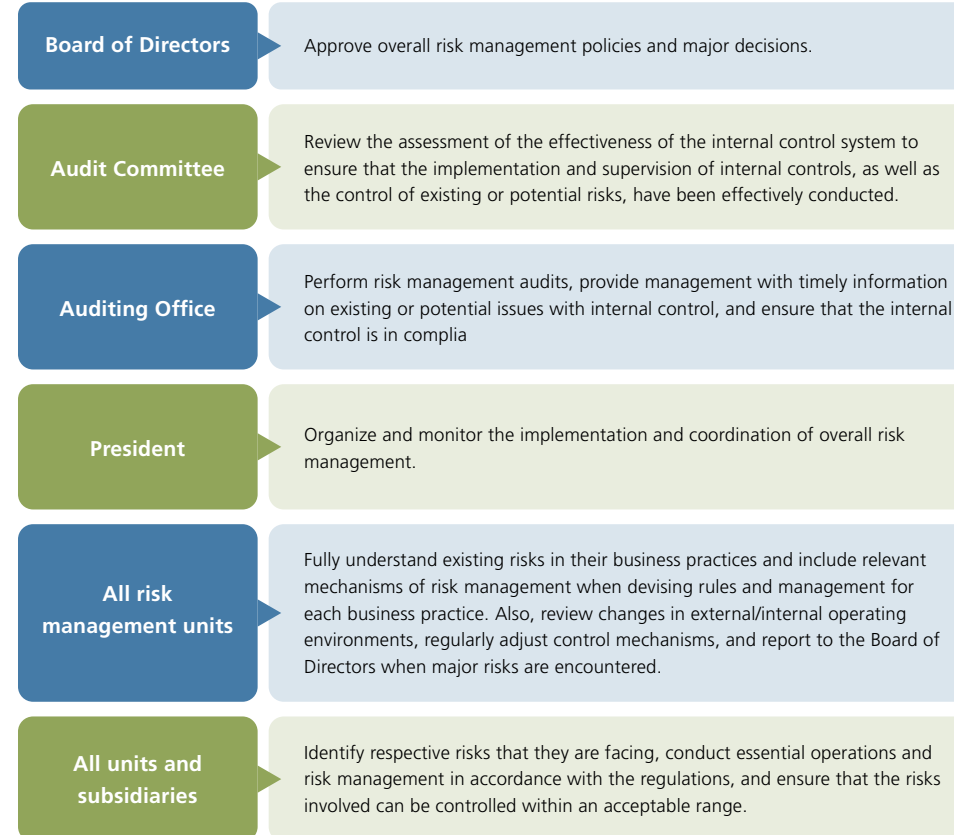 Board of Directors
Approve overall risk management policies and major decisions.
Audit Committee
Review the assessment of the effectiveness of the internal control system to
ensure that the implementation and supervision of internal controls, as well as
the control of existing or potential risks, have been effectively conducted.
Auditing Office
Perform risk management audits, provide management with timely information
on existing or potential issues with internal control, and ensure that the internal
control is in complia
President
Organize and monitor the implementation and coordination of overall risk
management.
All risk
management units
Fully understand existing risks in their business practices and include relevant
mechanisms of risk management when devising rules and management for
each business practice. Also, review changes in external/internal operating
environments, regularly adjust control mechanisms, and report to the Board of
Directors when major risks are encountered.
All units and
subsidiaries
Identify respective risks that they are facing, conduct essential operations and
risk management in accordance with the regulations, and ensure that the risks
involved can be controlled within an acceptable range.